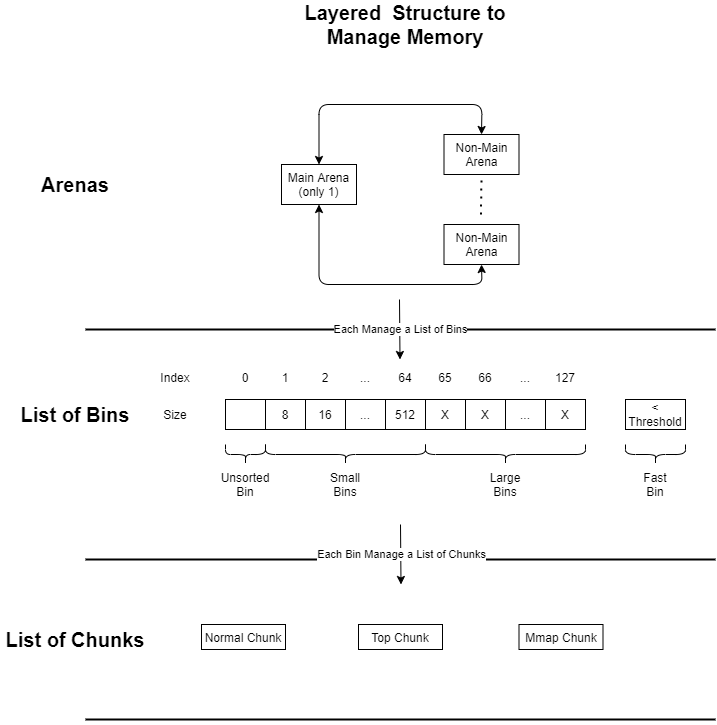 Layered Structure to
Manage Memory
Arenas
Main Arena
(only 1)
Non-Main
Arena
Non-Main
Arena
Each Manage a List of Bins
Index 0 1 2 ... 64 65 66 ... 127
List of Bins
Size 8 16 ... 512 X X ... X
<
Threshold
Unsorted
Bin
Small
Bins
Large
Bins
Fast
Bin
Each Bin Manage a List of Chunks
List of Chunks
Normal Chunk
Top Chunk
Mmap Chunk